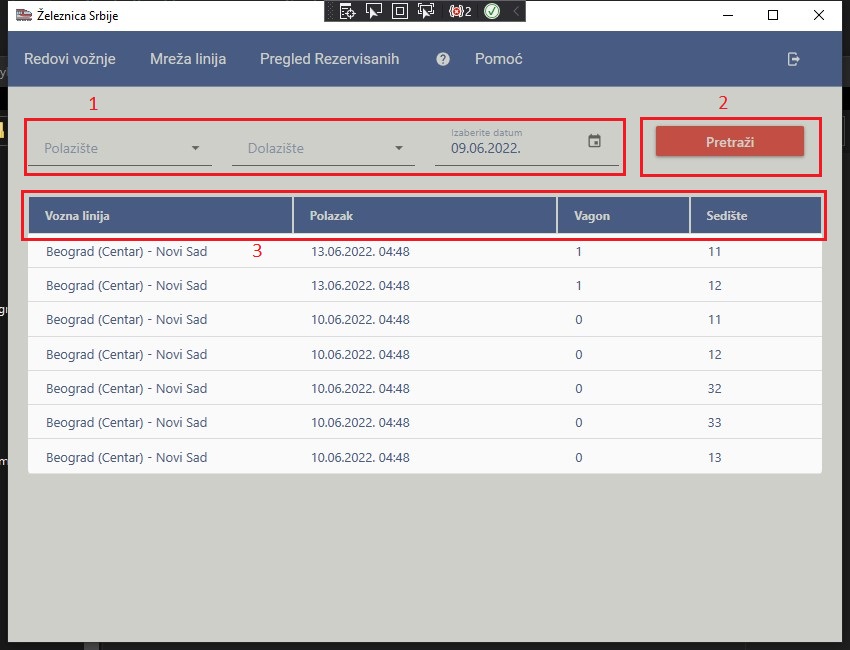 Železnica Srbije
2
Redovi vožnje Mreža linija Pregled Rezervisanih ? Pomoć
1 2
Polazište Dolazište Izaberite datum
09.06.2022.
Pretraži
Vozna linija Polazak Vagon Sedište
3
Beograd (Centar) - Novi Sad 13.06.2022. 04:48 1 11
Beograd (Centar) - Novi Sad 13.06.2022. 04:48 1 12
Beograd (Centar) - Novi Sad 10.06.2022. 04:48 0 11
Beograd (Centar) - Novi Sad 10.06.2022. 04:48 0 12
Beograd (Centar) - Novi Sad 10.06.2022. 04:48 0 32
Beograd (Centar) - Novi Sad 10.06.2022. 04:48 0 33
Beograd (Centar) - Novi Sad 10.06.2022. 04:48 0 13